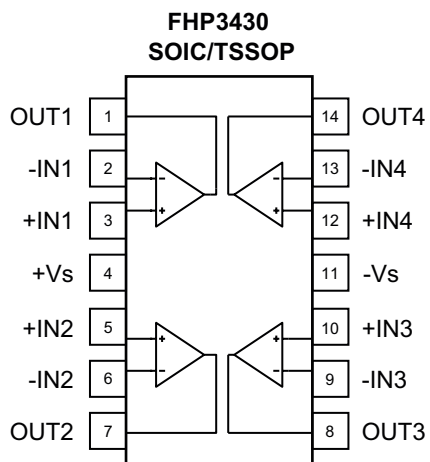 FHP3430
SOIC/TSSOP
OUT1 1 14 OUT4
-IN1 2 - - 13 -IN4
+IN1 3 + + 12 +IN4
+Vs 4 11 -Vs
+IN2 5 + + 10 +IN3
-IN2 6 - - 9 -IN3
OUT2 7 8 OUT3